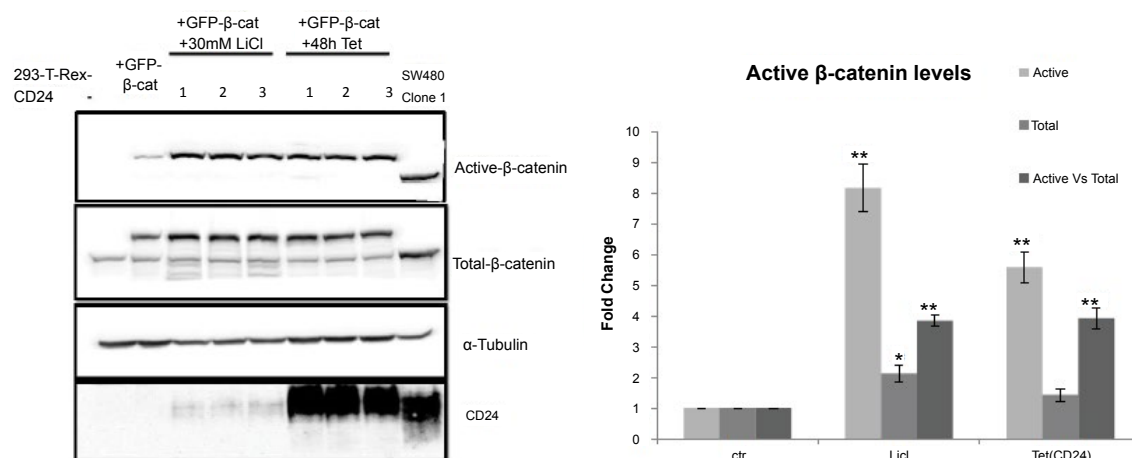 +GFP-β-cat
+30mM LiCl
+GFP-β-cat
+48h Tet
293-T-Rex-
CD24
-
+GFP-
β-cat
1 2 3
1 2 3
SW480
Clone 1
Active-β-catenin
Total-β-catenin
α-Tubulin
CD24
Active β-catenin levels
Active
Total
Active Vs Total
Fold Change
10
9
8
7
6
5
4
3
2
1
0
**
*
**
**
**
ctr
Licl
Tet(CD24)